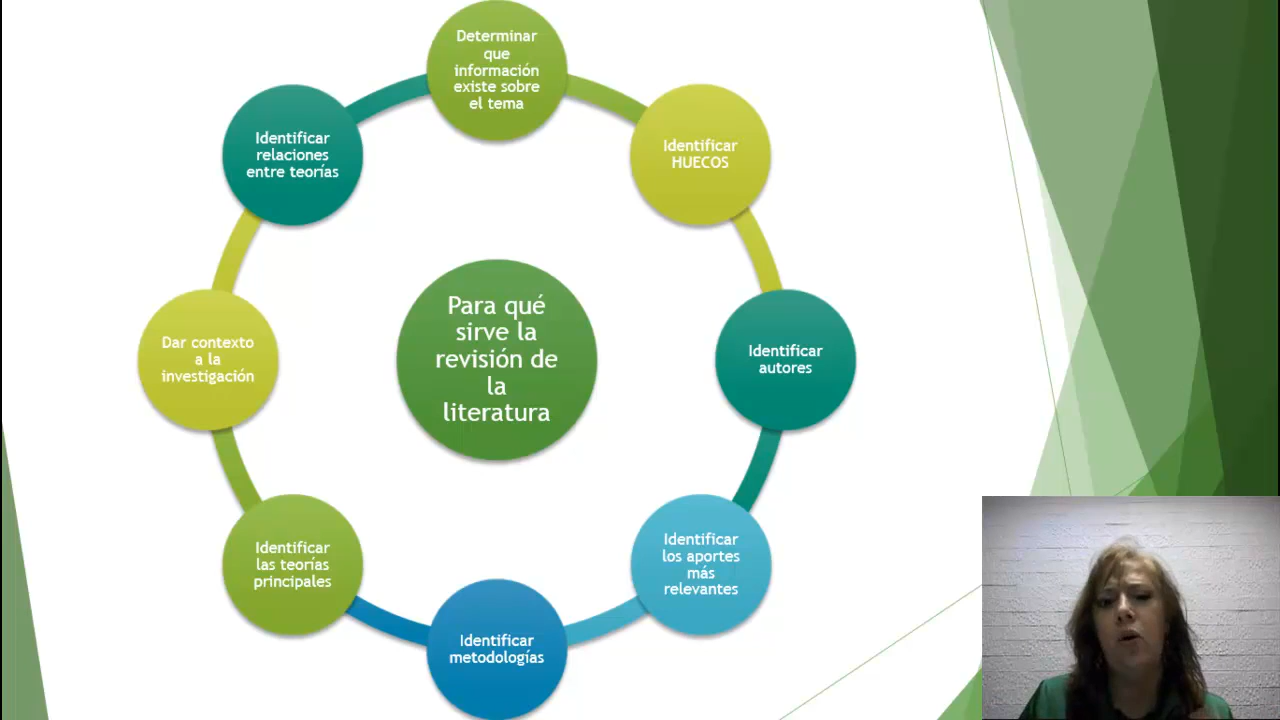 Determinar
que
información
existe sobre
el tema
Identificar
HUECOS
Identificar
autores
Identificar
los aportes
más
relevantes
Identificar
metodologías
Identificar
las teorías
principales
Dar contexto
a la
investigación
Identificar
relaciones
entre teorías
Para qué
sirve la
revisión de
la
literatura